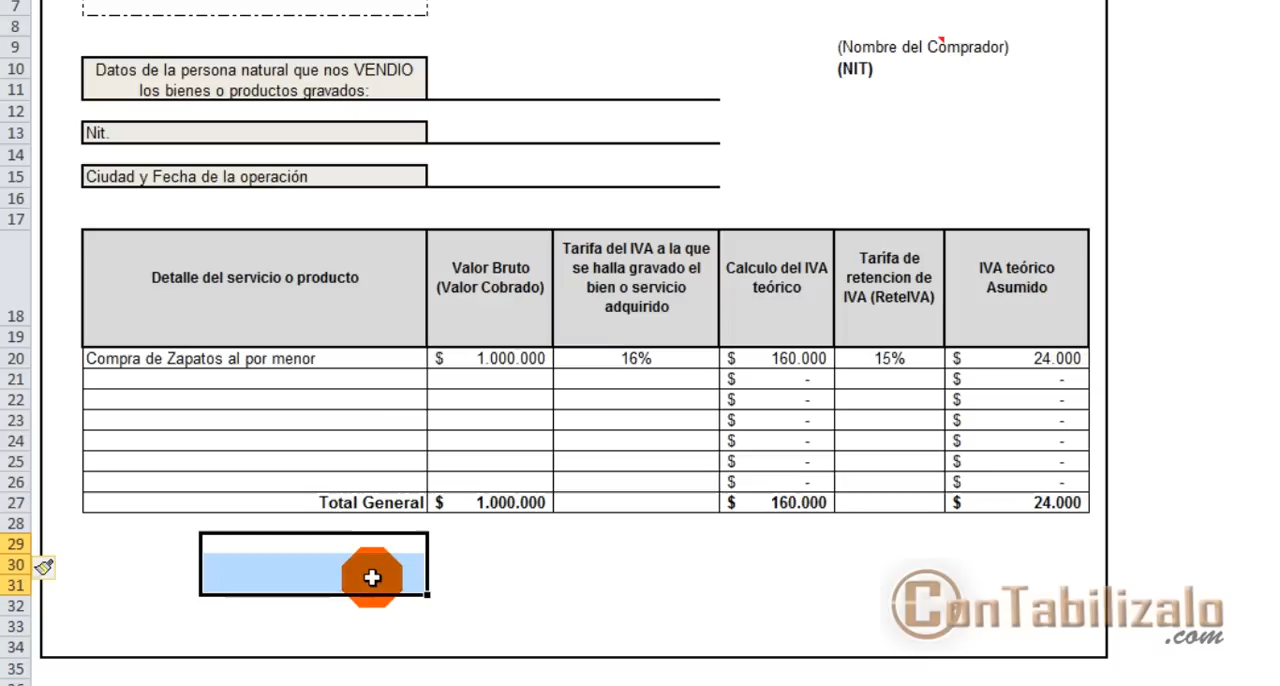 7
8
9 (Nombre del Comprador)
10 Datos de la persona natural que nos VENDIO (NIT)
11 los bienes o productos gravados:
12
13 Nit.
14
15 Ciudad y Fecha de la operación
16
17
18 Detalle del servicio o producto
Valor Bruto
(Valor Cobrado)
Tarifa del IVA a la que
se halla gravado el
bien o servicio
adquirido
Calculo del IVA
teórico
Tarifa de
retencion de
IVA (ReteIVA)
IVA teórico
Asumido
19
20 Compra de Zapatos al por menor $ 1.000.000 16% $ 160.000 15% $ 24.000
21 $ - $ -
22 $ - $ -
23 $ - $ -
24 $ - $ -
25 $ - $ -
26 $ - $ -
27 Total General $ 1.000.000 $ 160.000 $ 24.000
28
29
30
31
32
33
34
35
ConTabilizalo
.com